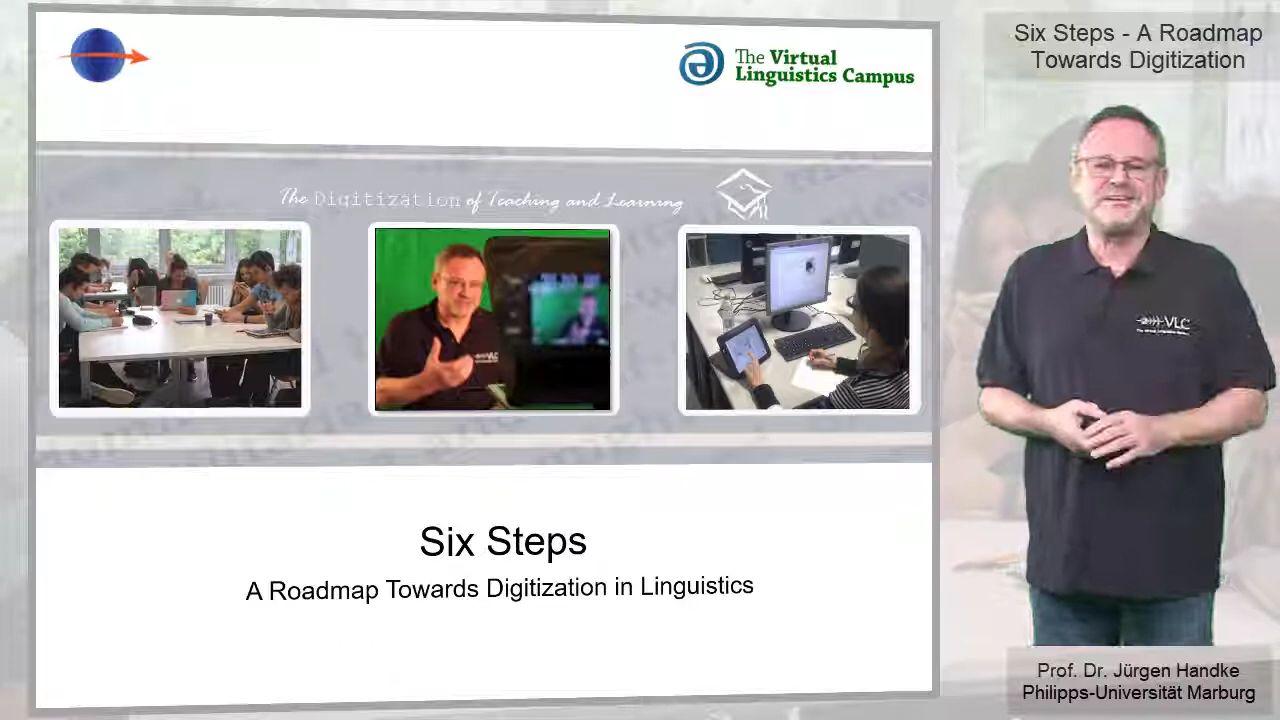 The Virtual
Linguistics Campus
The Digitization of Teaching and Learning
Six Steps
A Roadmap Towards Digitization in Linguistics
Six Steps - A Roadmap
Towards Digitization
VLC
Prof. Dr. Jürgen Handke
Philipps-Universität Marburg